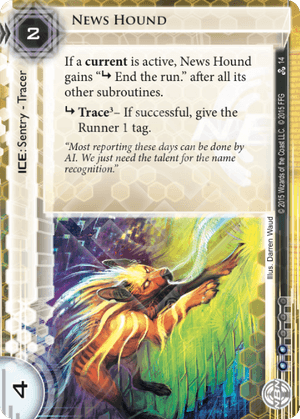 NEWS HOUND
2
If a current is active, News Hound
gains “↳ End the run.” after all its
other subroutines.
↳ Trace³– If successful, give the
Runner 1 tag.
“Most reporting these days can be done by
AI. We just need the talent for the name
recognition.”
ICE: Sentry - Tracer
14
© 2015 Wizards of the Coast LLC. © 2015 FFG
Illus. Darren Waud
4